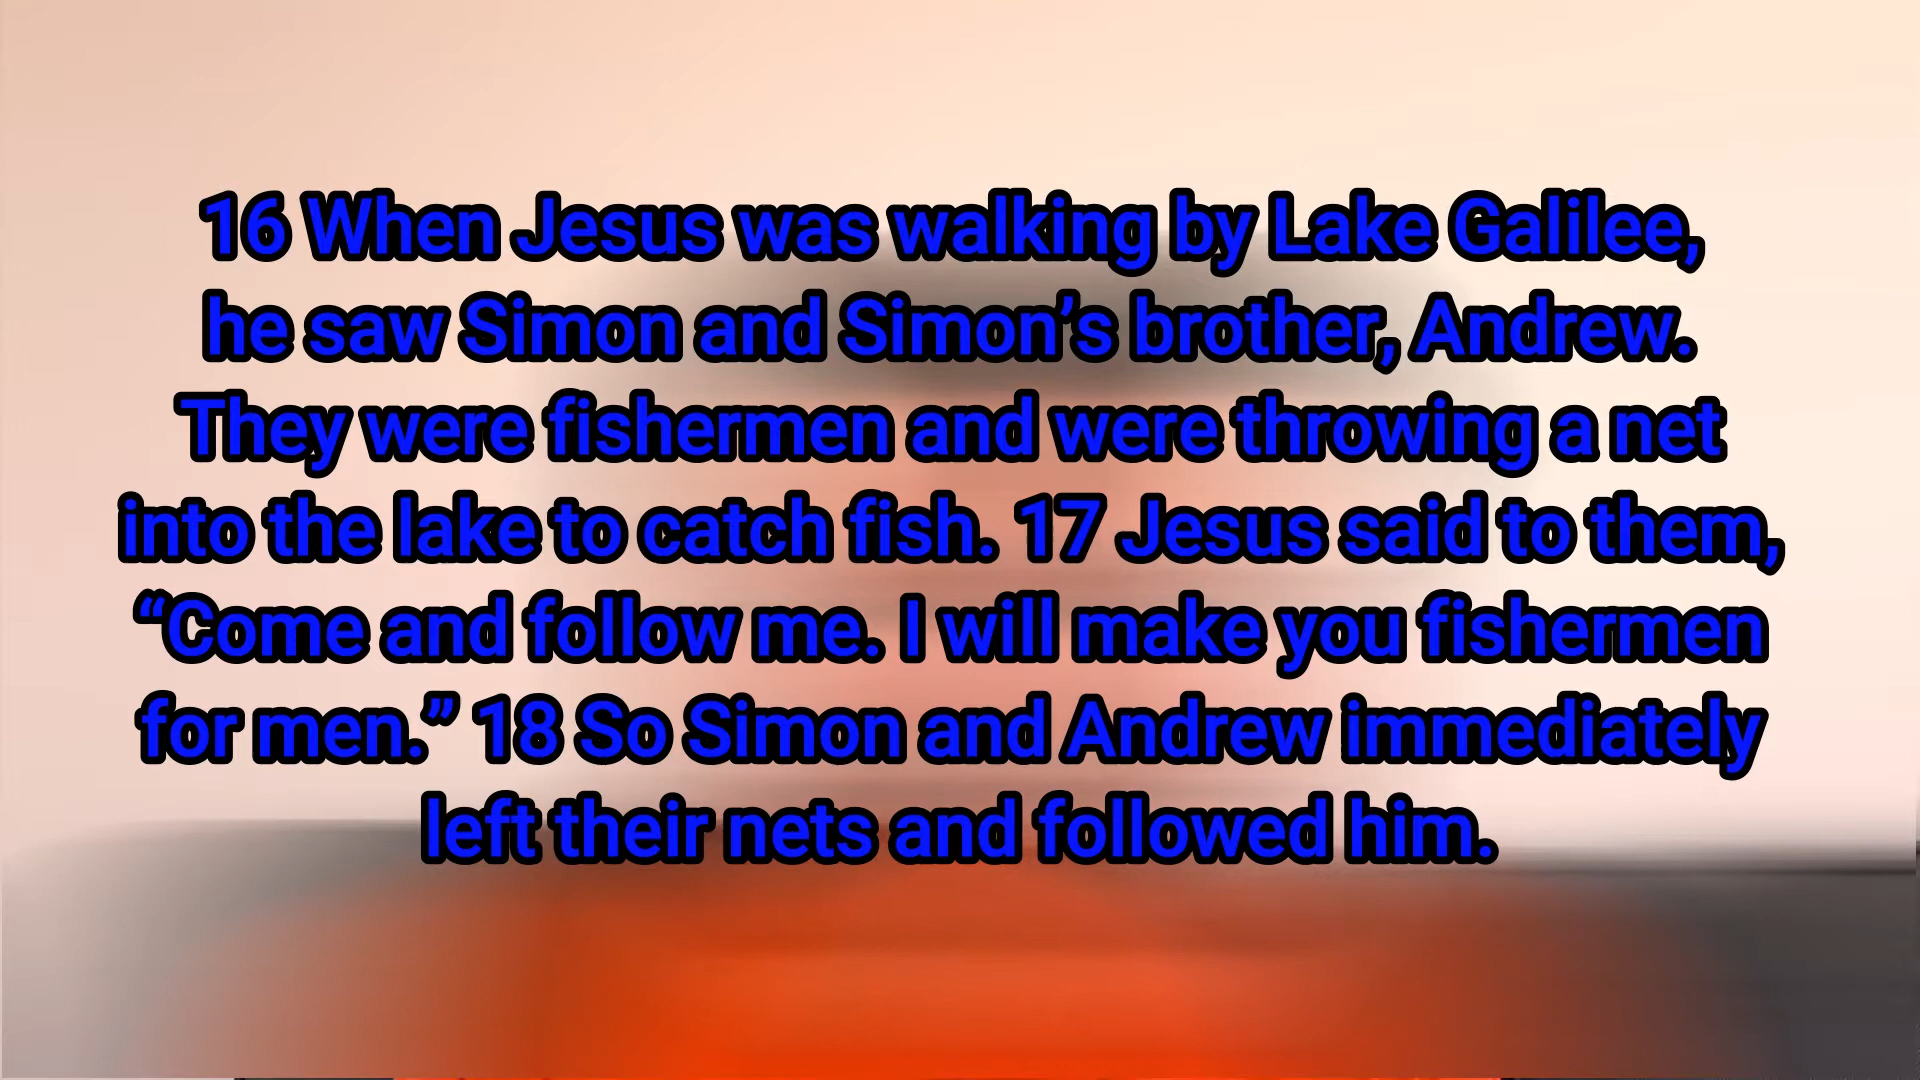 16 When Jesus was walking by Lake Galilee,
he saw Simon and Simon’s brother, Andrew.
They were fishermen and were throwing a net
into the lake to catch fish. 17 Jesus said to them,
“Come and follow me. I will make you fishermen
for men.” 18 So Simon and Andrew immediately
left their nets and followed him.